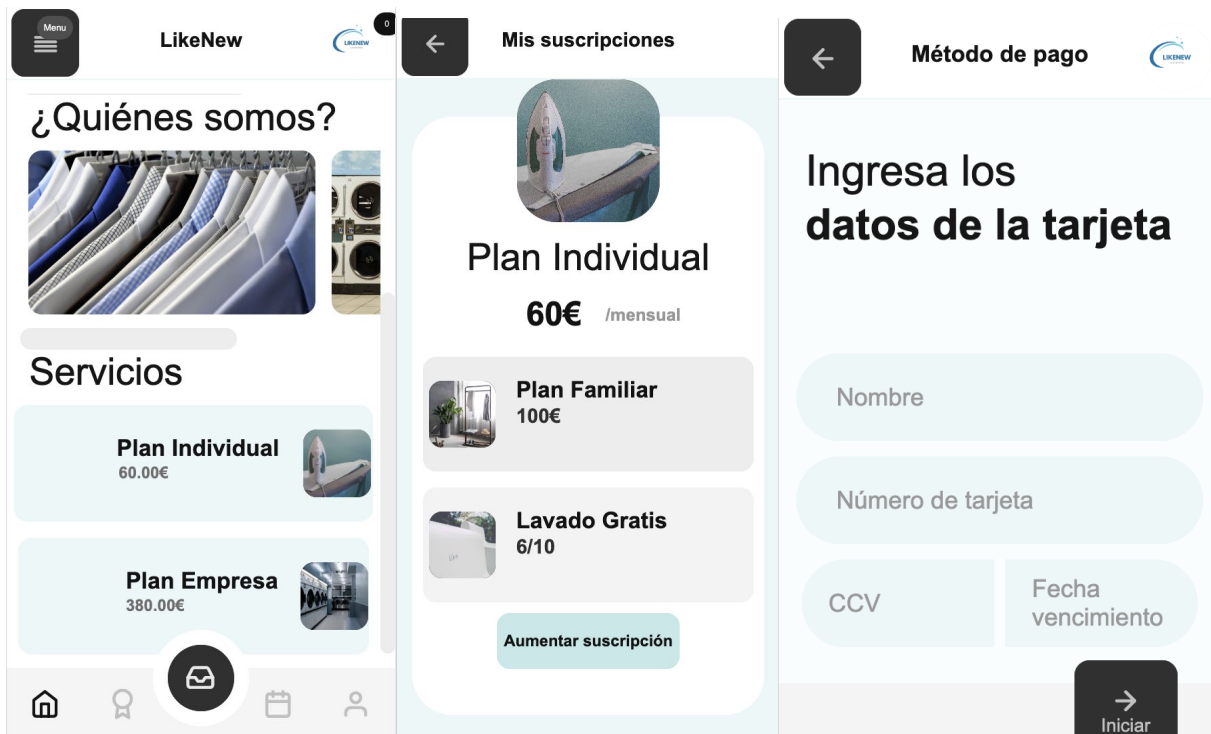 Menu
LikeNew
LIKENEW
0
¿Quiénes somos?
Servicios
Plan Individual
60.00€
Plan Empresa
380.00€
Mis suscripciones
Plan Individual
60€ /mensual
Plan Familiar
100€
Lavado Gratis
6/10
Aumentar suscripción
Método de pago
LIKENEW
Ingresa los
datos de la tarjeta
Nombre
Número de tarjeta
CCV
Fecha
vencimiento
Iniciar